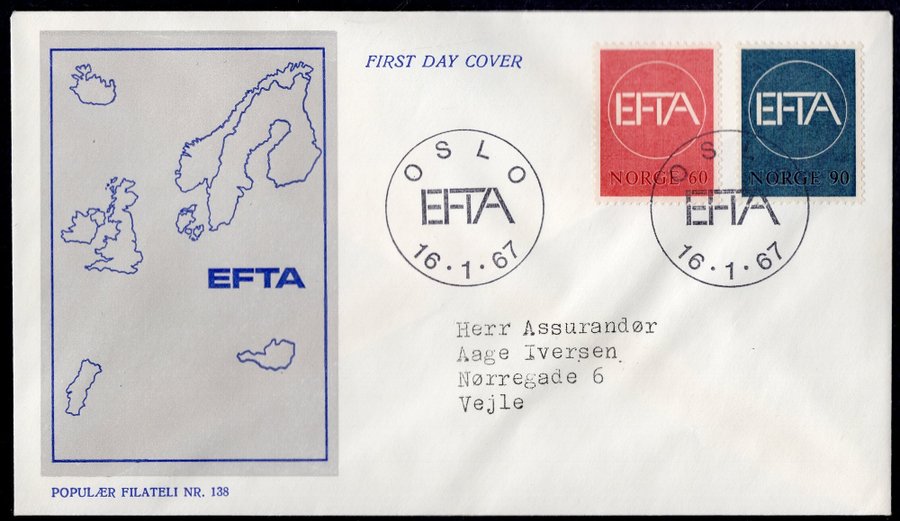 FIRST DAY COVER
EFTA
NORGE 60
EFTA
NORGE 90
OSLO
EFTA
16.1.67
OSLO
EFTA
16.1.67
EFTA
Herr Assurandør
Aage Iversen
Nørregade 6
Vejle
POPULÆR FILATELI NR. 138